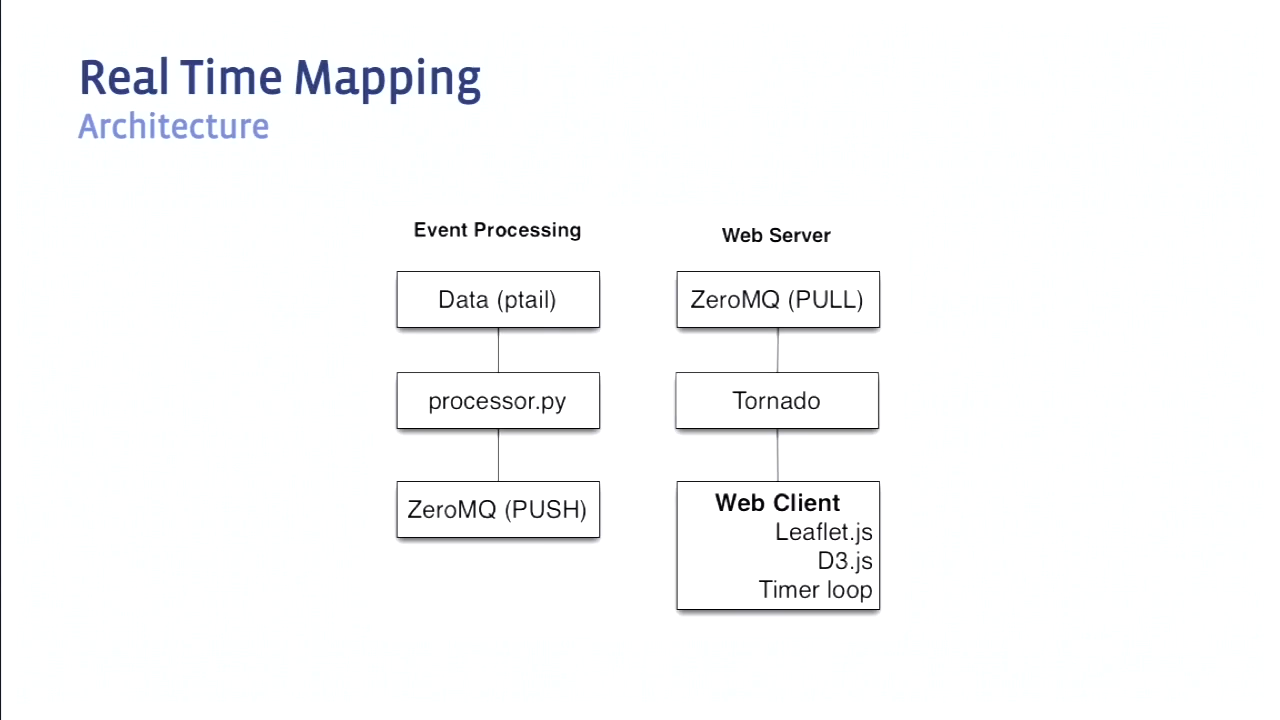 Real Time Mapping
Architecture
Event Processing
Data (ptail)
processor.py
ZeroMQ (PUSH)
Web Server
ZeroMQ (PULL)
Tornado
Web Client
Leaflet.js
D3.js
Timer loop